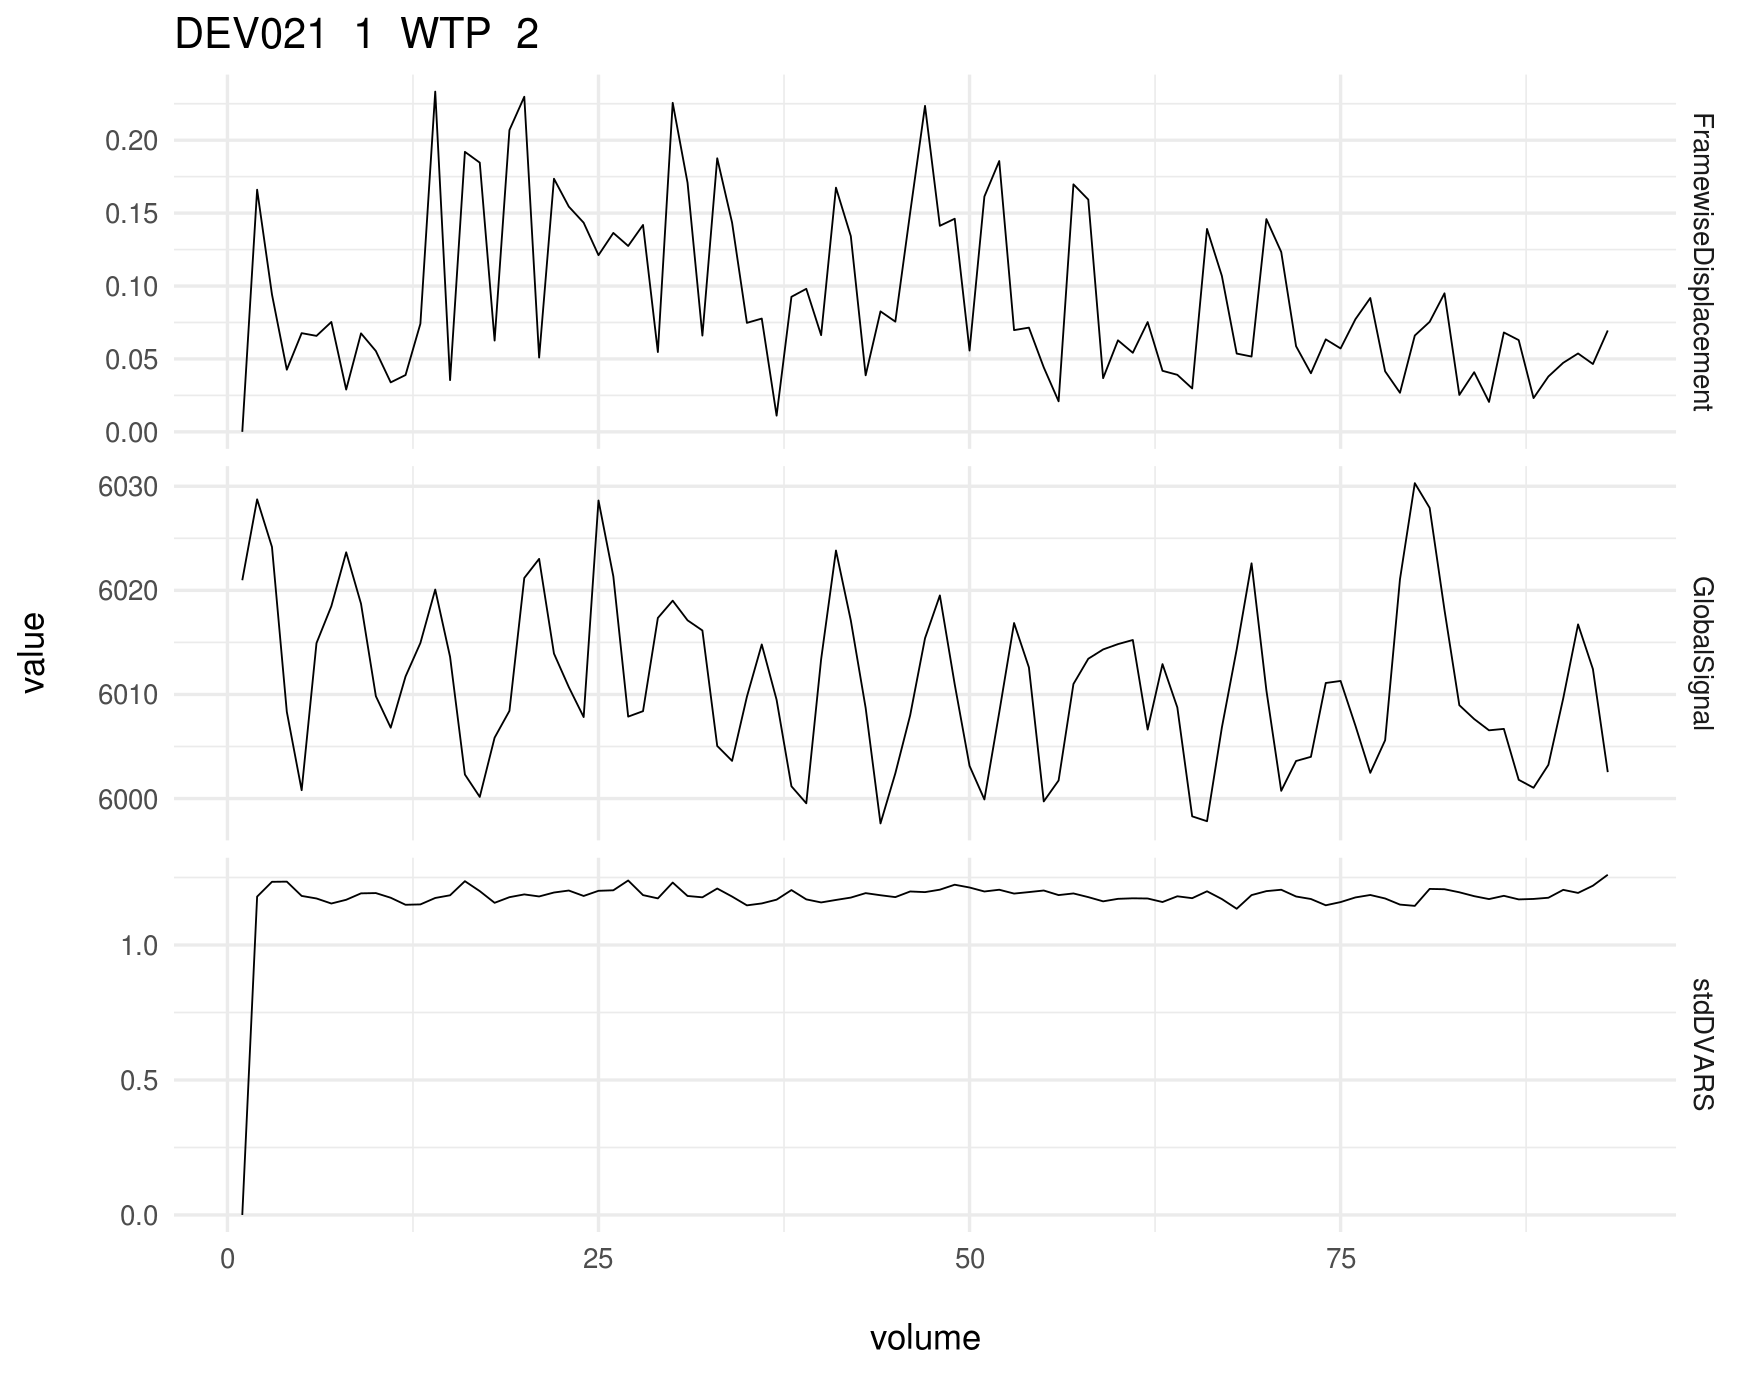 DEV021 1 WTP 2
0.20
0.15
0.10
0.05
0.00
FramewiseDisplacement
6030
6020
6010
6000
GlobalSignal
1.0
0.5
0.0
stdDVARS
value
0 25 50 75
volume